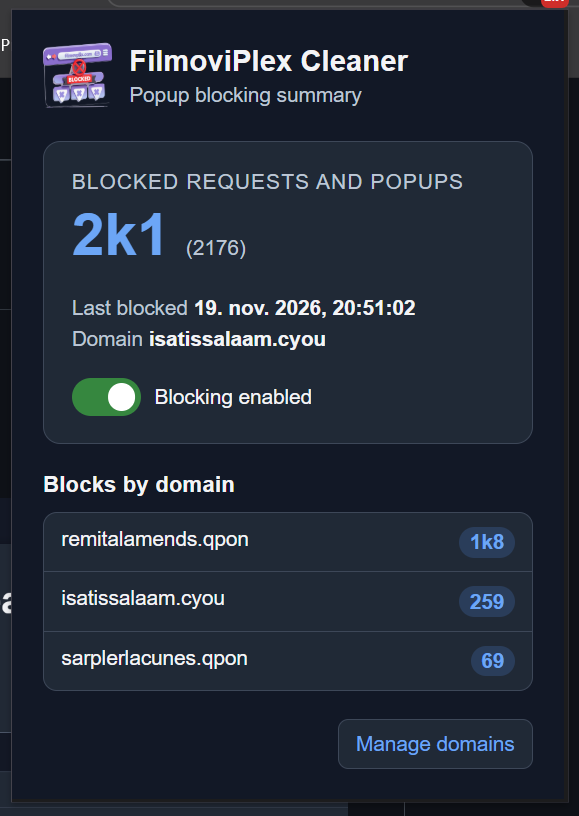 FilmoviPlex Cleaner
Popup blocking summary
BLOCKED
BLOCKED REQUESTS AND POPUPS
2k1 (2176)
Last blocked 19. nov. 2026, 20:51:02
Domain isatissalaam.cyou
Blocking enabled
Blocks by domain
remitalamends.qpon 1k8
isatissalaam.cyou 259
sarplerlacunes.qpon 69
Manage domains